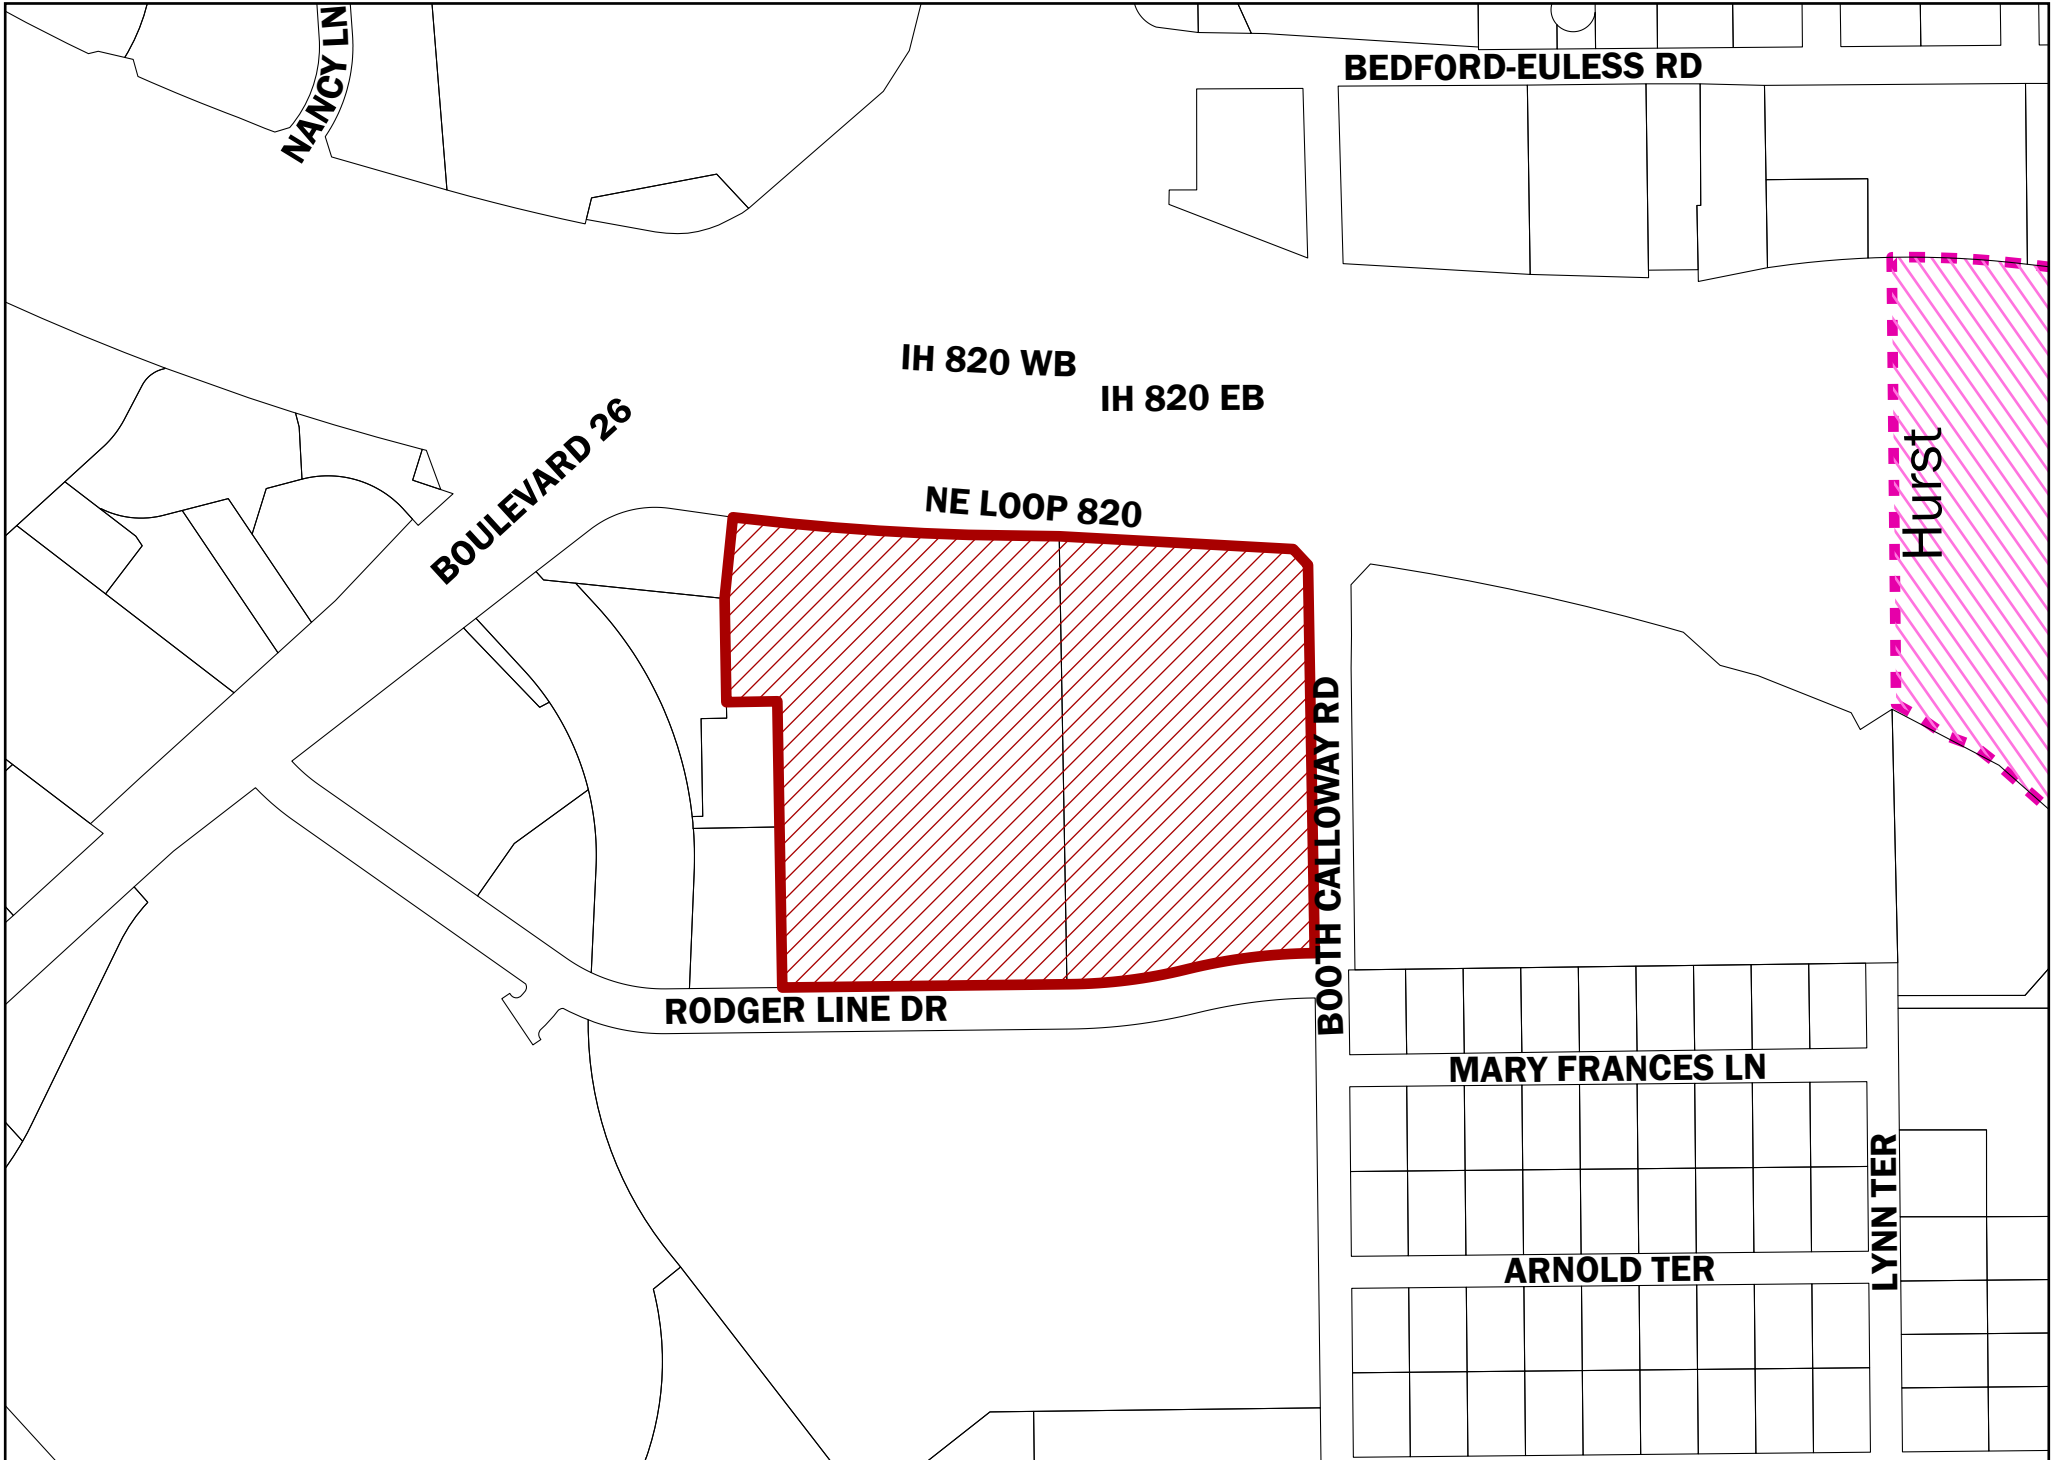 NANCY LN
BEDFORD-EULESS RD
IH 820 WB
IH 820 EB
BOULEVARD 26
NE LOOP 820
Hurst
BOOTH CALLOWAY RD
RODGER LINE DR
MARY FRANCES LN
LYNN TER
ARNOLD TER